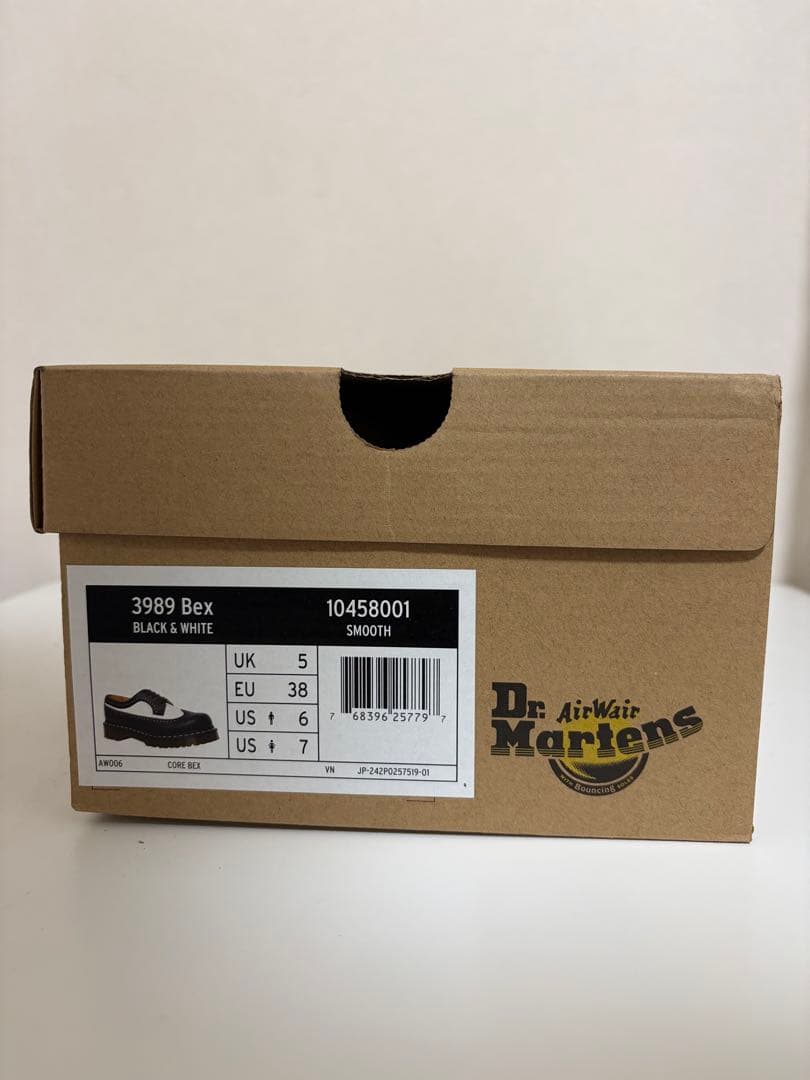 3989 Bex 10458001
BLACK & WHITE SMOOTH
UK 5
EU 38
US 6
US 7
7 68396 25779 7
AW006 CORE BEX VN JP-242P0257519-01
Dr. AirWair
Martens
WITH Bouncing SOLES